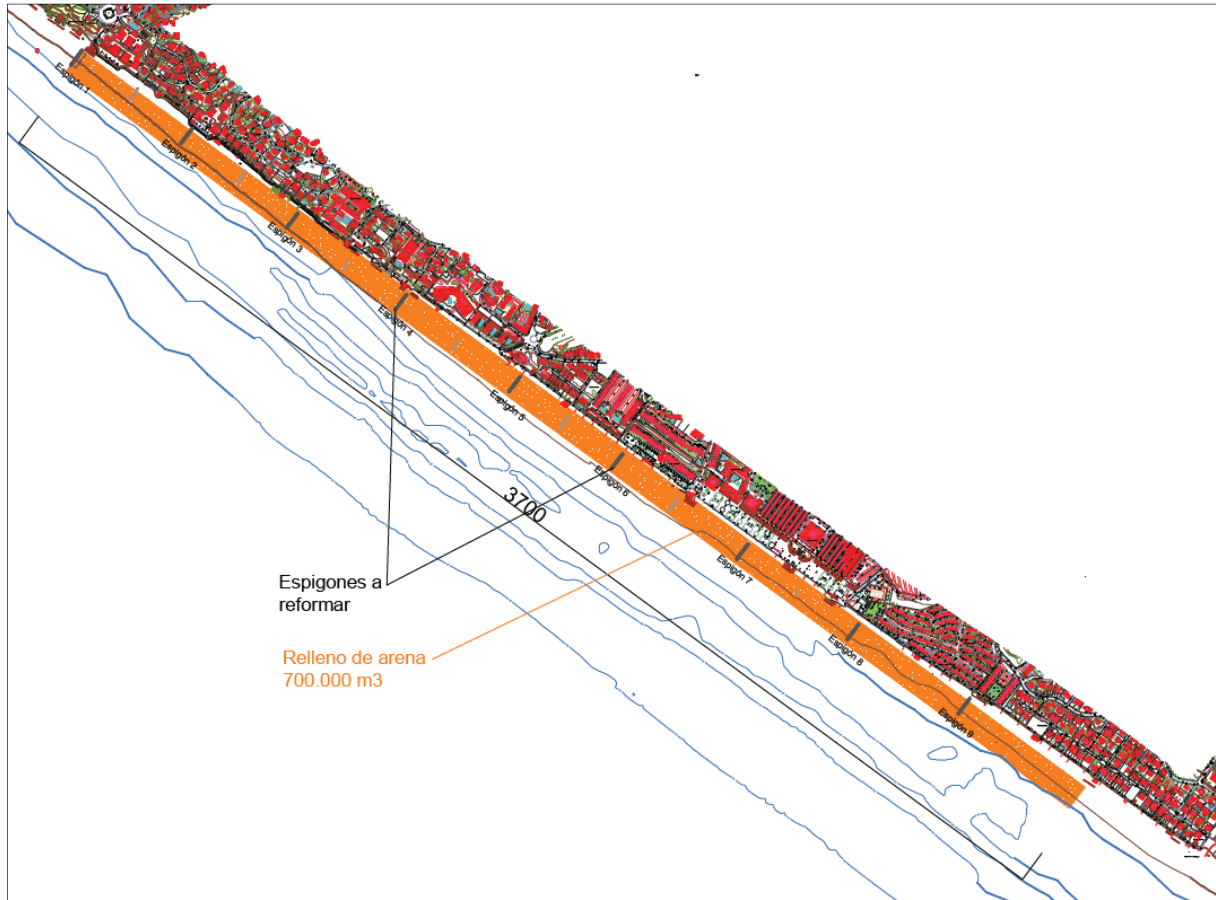 Espigón 1
Espigón 2
Espigón 3
Espigón 4
Espigón 5
Espigón 6
Espigón 7
Espigón 8
Espigón 9
3700
Espigones a
reformar
Relleno de arena
700.000 m3